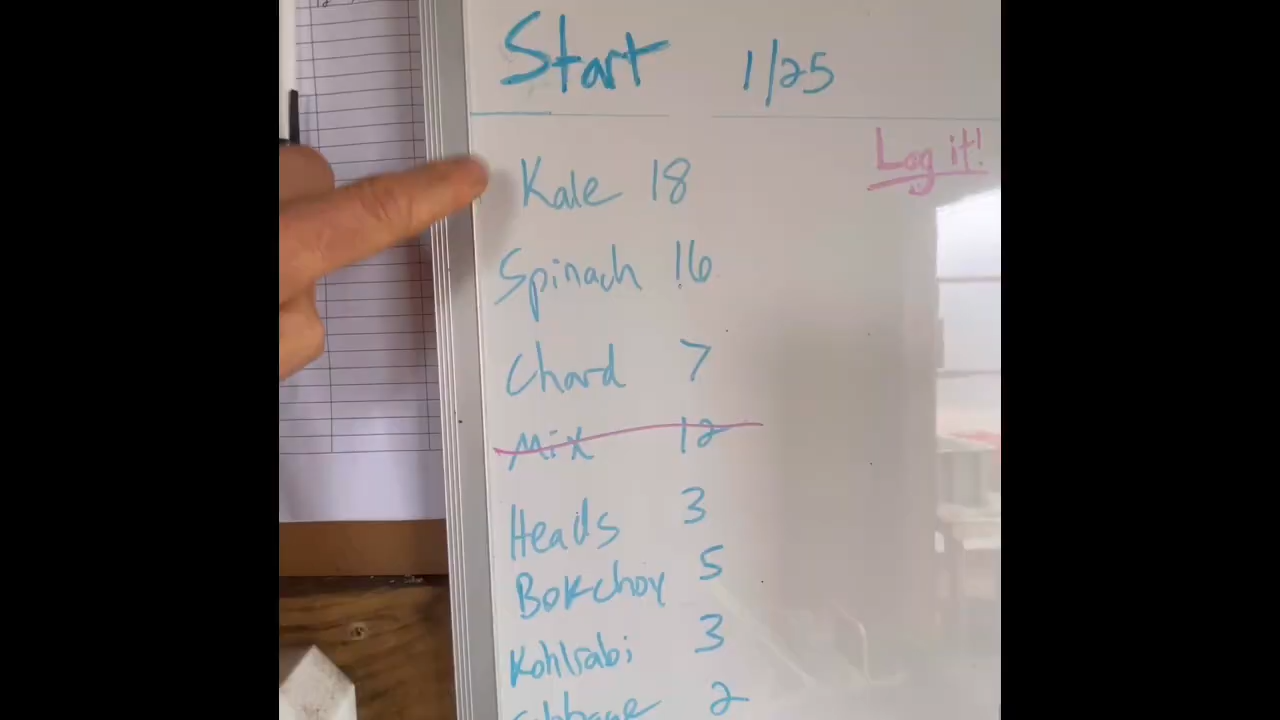 Start 1/25
Log it!
Kale 18
Spinach 16
Chard 7
Mix 12
Heads 3
Bokchoy 5
Kohlrabi 3
Cabbage 2